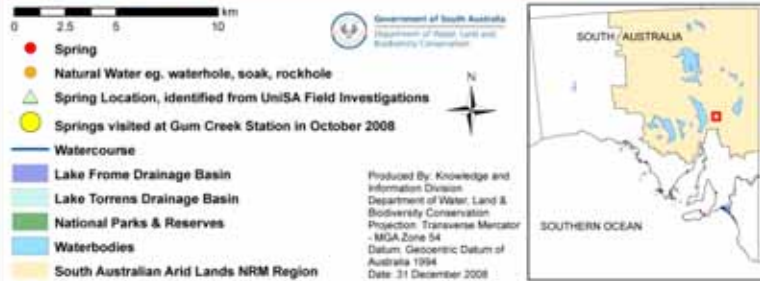 km
0 2.5 5 10
Government of South Australia
Department of Water, Land and
Biodiversity Conservation
Spring
Natural Water eg. waterhole, soak, rockhole
Spring Location, identified from UniSA Field Investigations
Springs visited at Gum Creek Station in October 2008
Watercourse
Lake Frome Drainage Basin
Lake Torrens Drainage Basin
National Parks & Reserves
Waterbodies
South Australian Arid Lands NRM Region
N
Produced By: Knowledge and
Information Division
Department of Water, Land &
Biodiversity Conservation
Projection: Transverse Mercator
- MGA Zone 54
Datum: Geocentric Datum of
Australia 1994
Date: 31 December 2008
SOUTH AUSTRALIA
SOUTHERN OCEAN